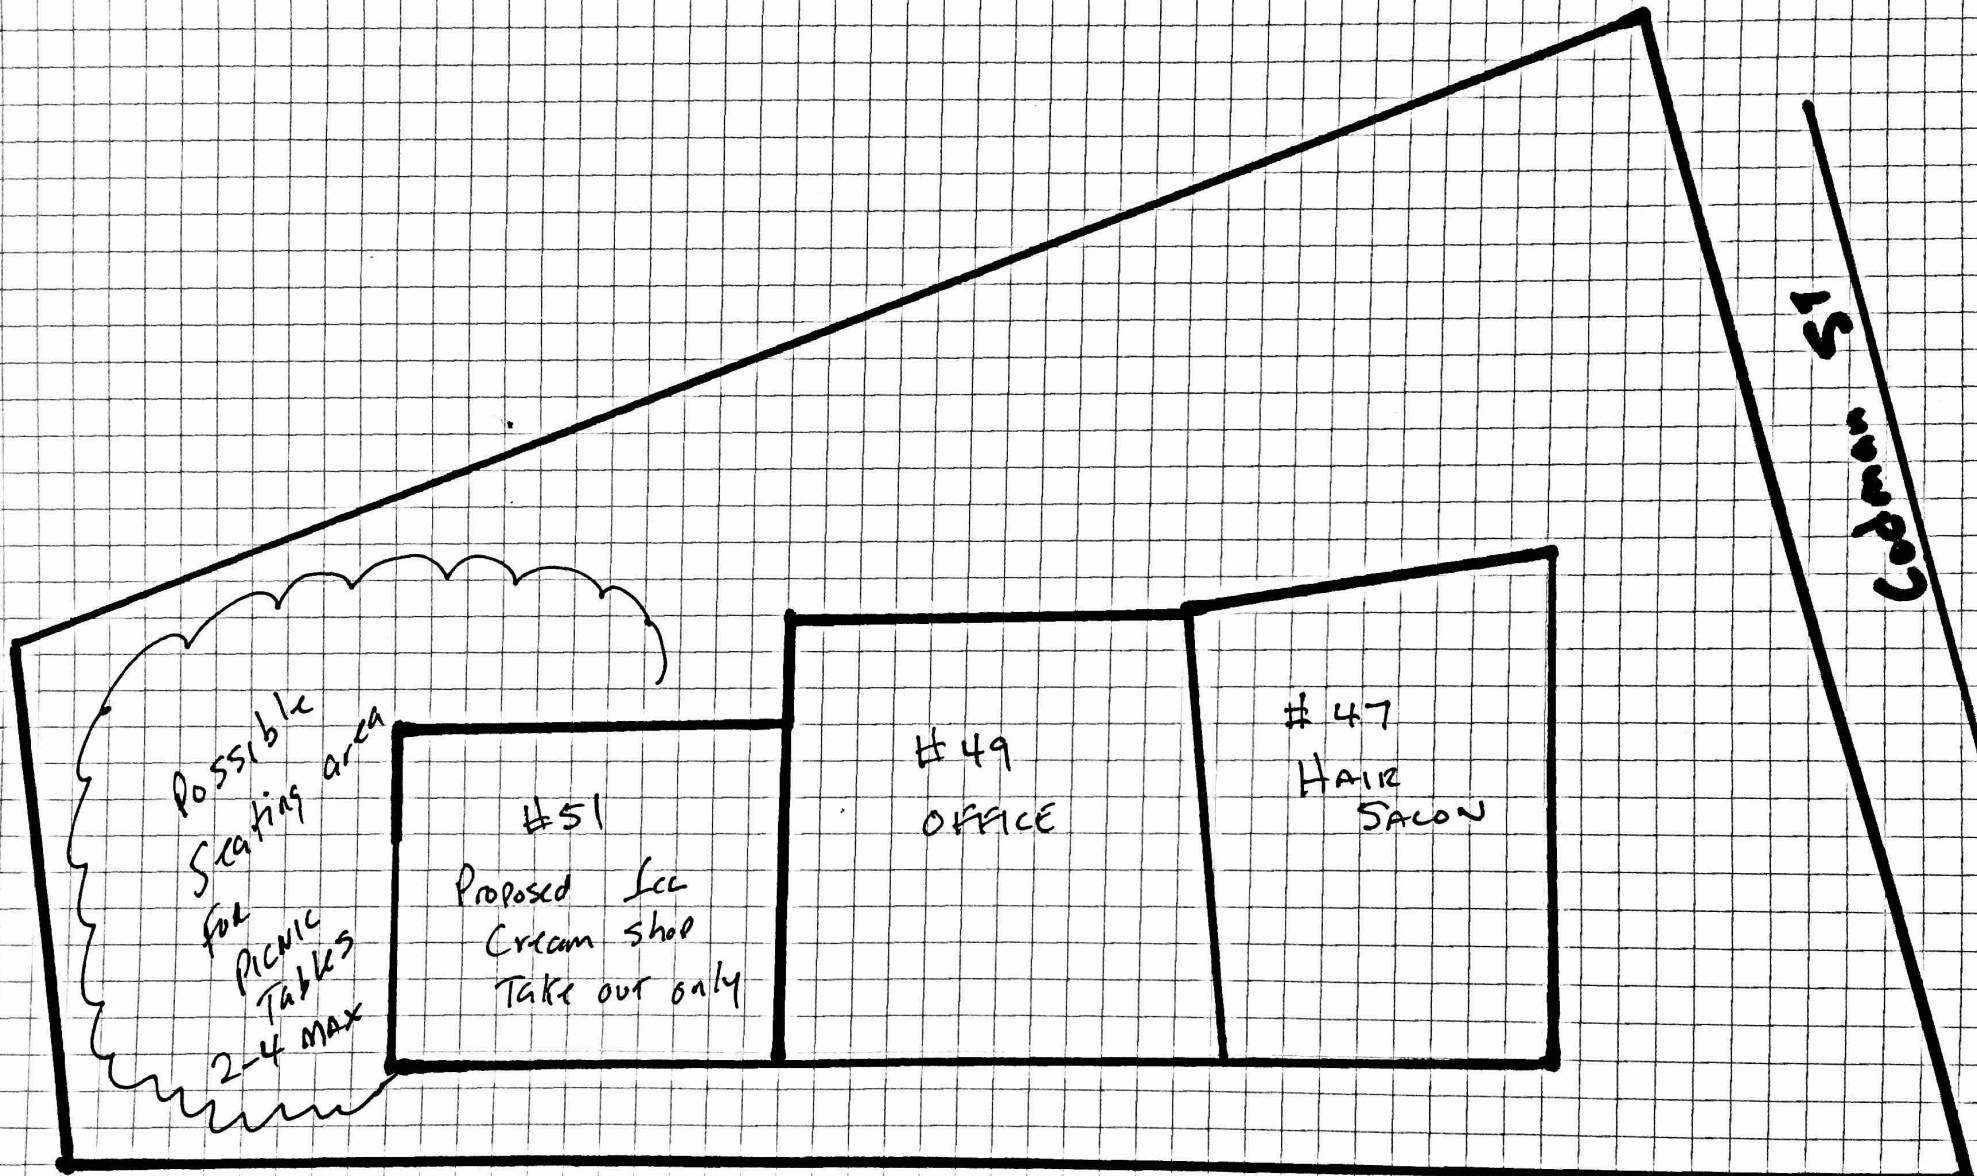 Possible
Seating area
for
PICNIC
Tables
2-4 MAX
#51
Proposed Ice
Cream Shop
Take out only
#49
OFFICE
#47
HAIR
SALON
St